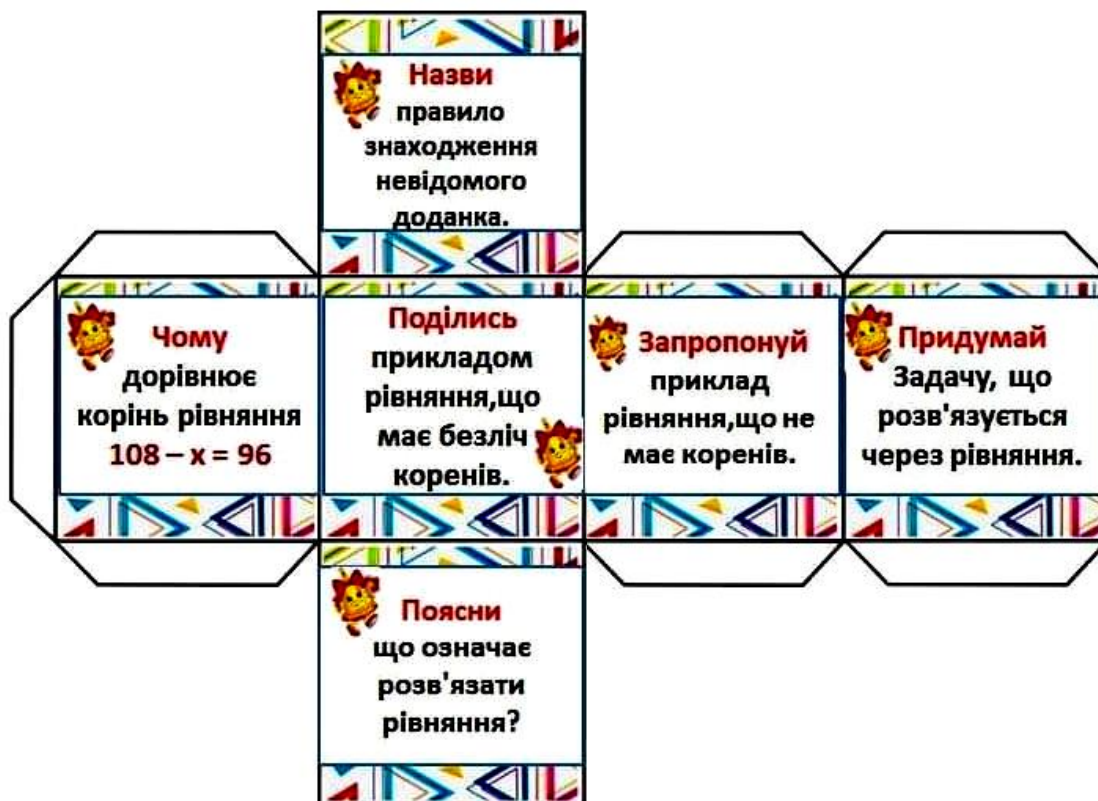 Назви
правило
знаходження
невідомого
доданка.
Чому
дорівнює
корінь рівняння
108 – x = 96
Поділись
прикладом
рівняння,що
має безліч
коренів.
Запропонуй
приклад
рівняння,що не
має коренів.
Придумай
Задачу, що
розв'язується
через рівняння.
Поясни
що означає
розв'язати
рівняння?